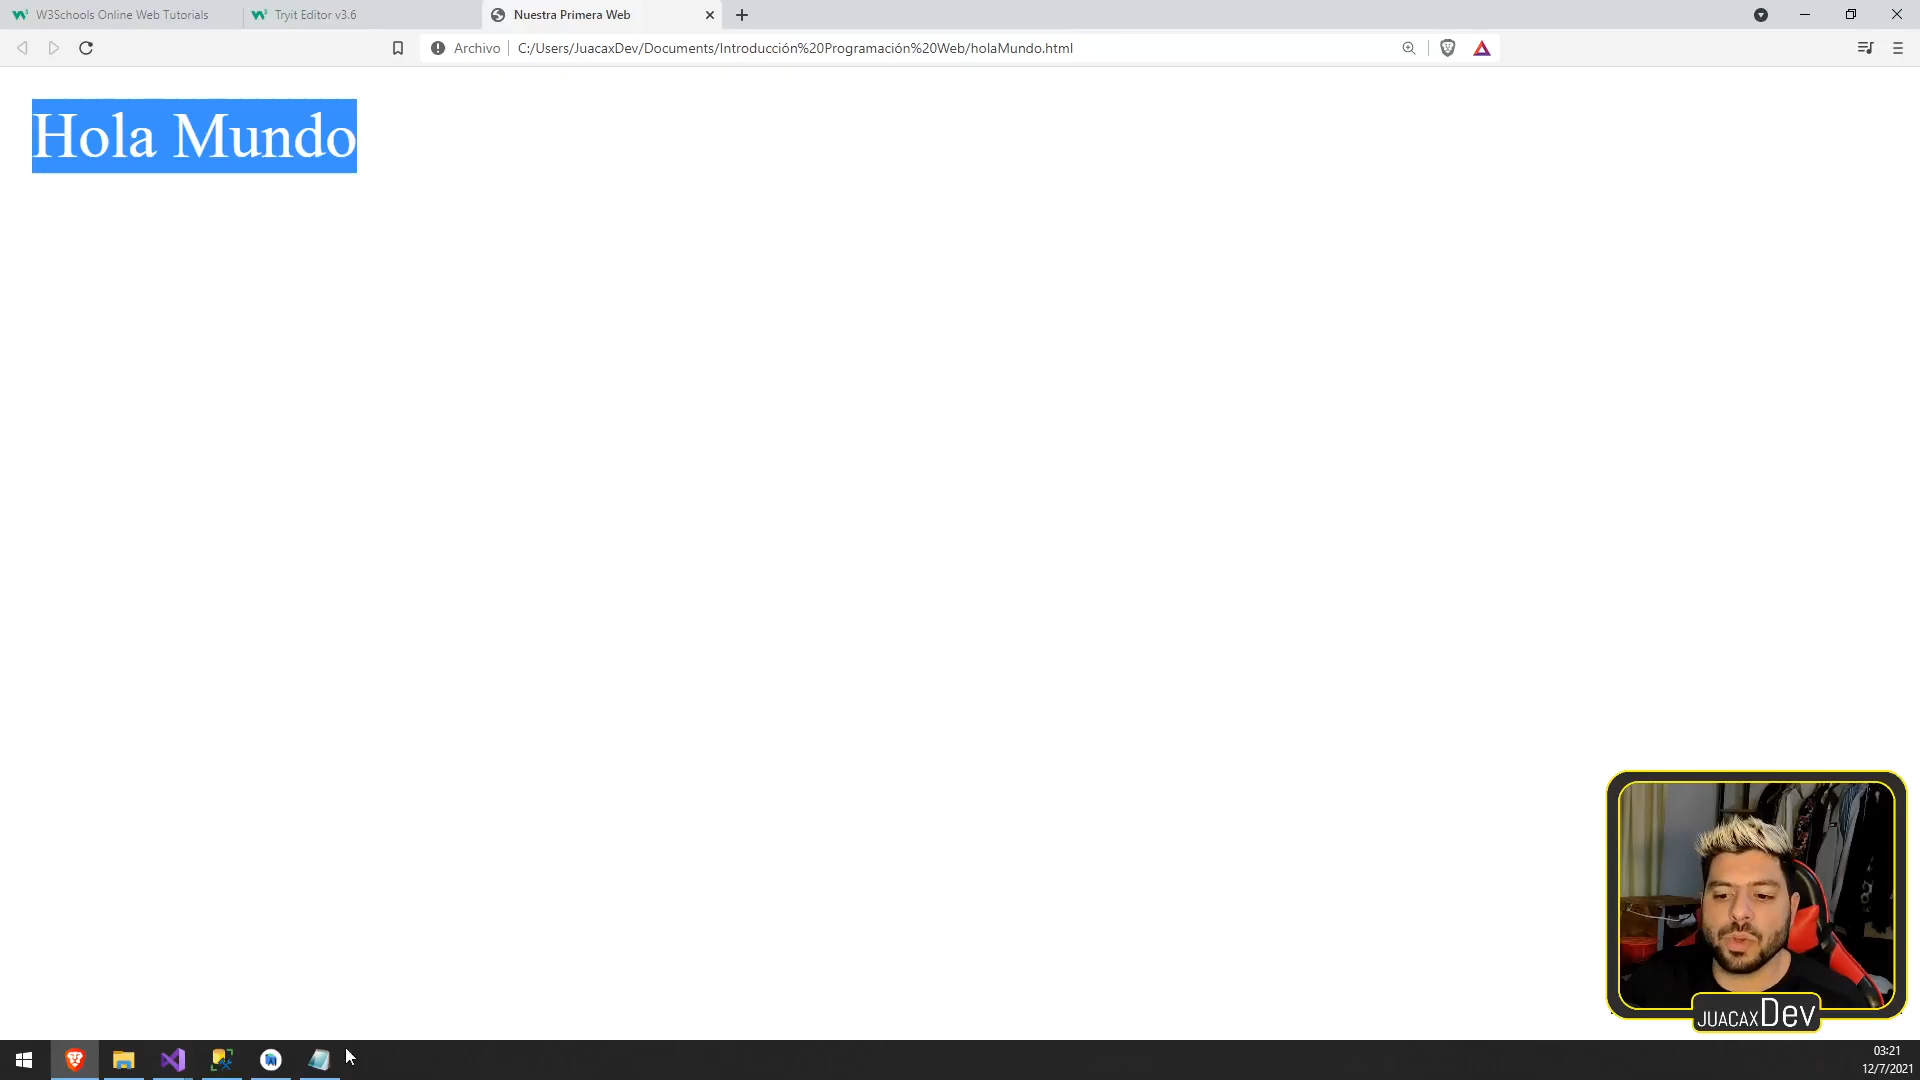 W3Schools Online Web Tutorials
Tryit Editor v3.6
Nuestra Primera Web
Archivo
C:/Users/JuacaxDev/Documents/Introducción%20Programación%20Web/holaMundo.html
Hola Mundo
JUACAXDev
03:21
12/7/2021